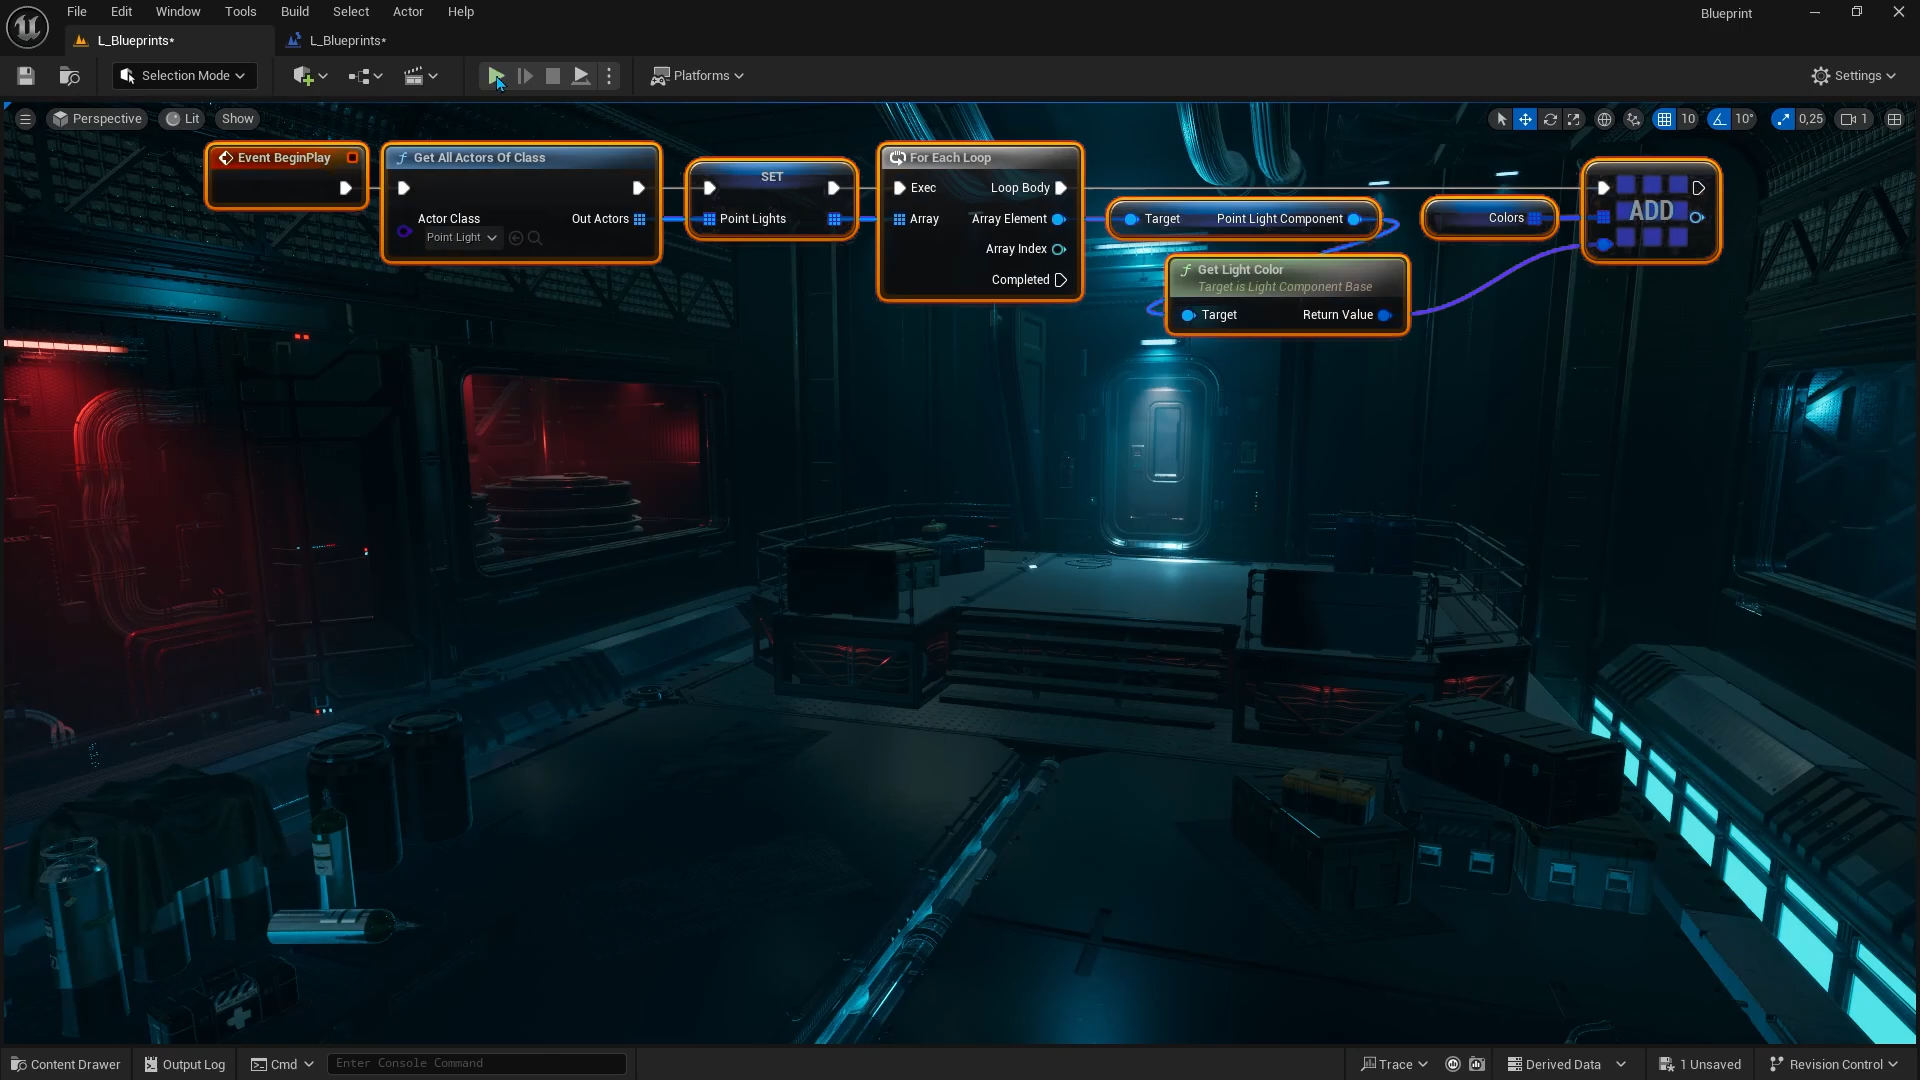 File Edit Window Tools Build Select Actor Help
Blueprint
L_Blueprints*
L_Blueprints*
Selection Mode
Platforms
Settings
Perspective
Lit
Show
10
10°
0,25
1
Event BeginPlay
f Get All Actors Of Class
SET
For Each Loop
Exec
Loop Body
Actor Class
Out Actors
Point Lights
Array
Array Element
Target
Point Light Component
Colors
ADD
Point Light
Array Index
Completed
f Get Light Color
Target is Light Component Base
Target
Return Value
Content Drawer
Output Log
Cmd
Enter Console Command
Trace
Derived Data
1 Unsaved
Revision Control